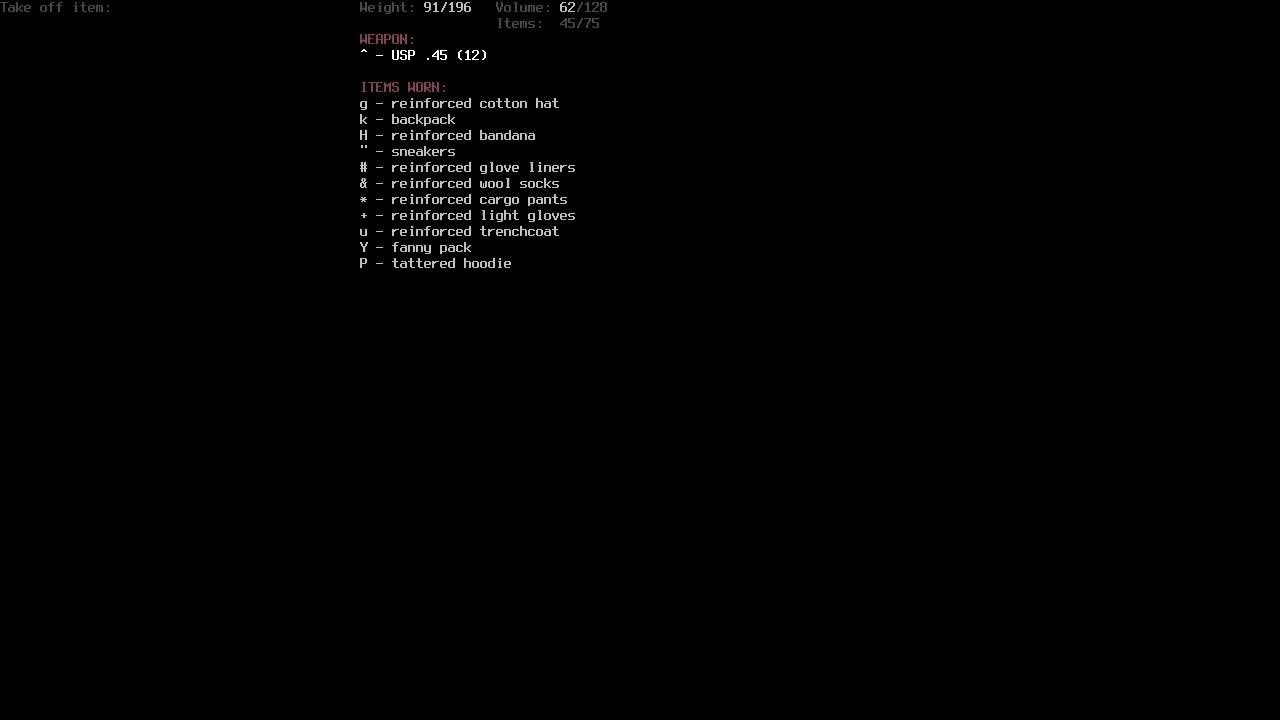 Take off item: Weight: 91/196 Volume: 62/128
Items: 45/75
WEAPON:
^ - USP .45 (12)
ITEMS WORN:
g - reinforced cotton hat
k - backpack
H - reinforced bandana
" - sneakers
# - reinforced glove liners
& - reinforced wool socks
* - reinforced cargo pants
+ - reinforced light gloves
u - reinforced trenchcoat
Y - fanny pack
P - tattered hoodie